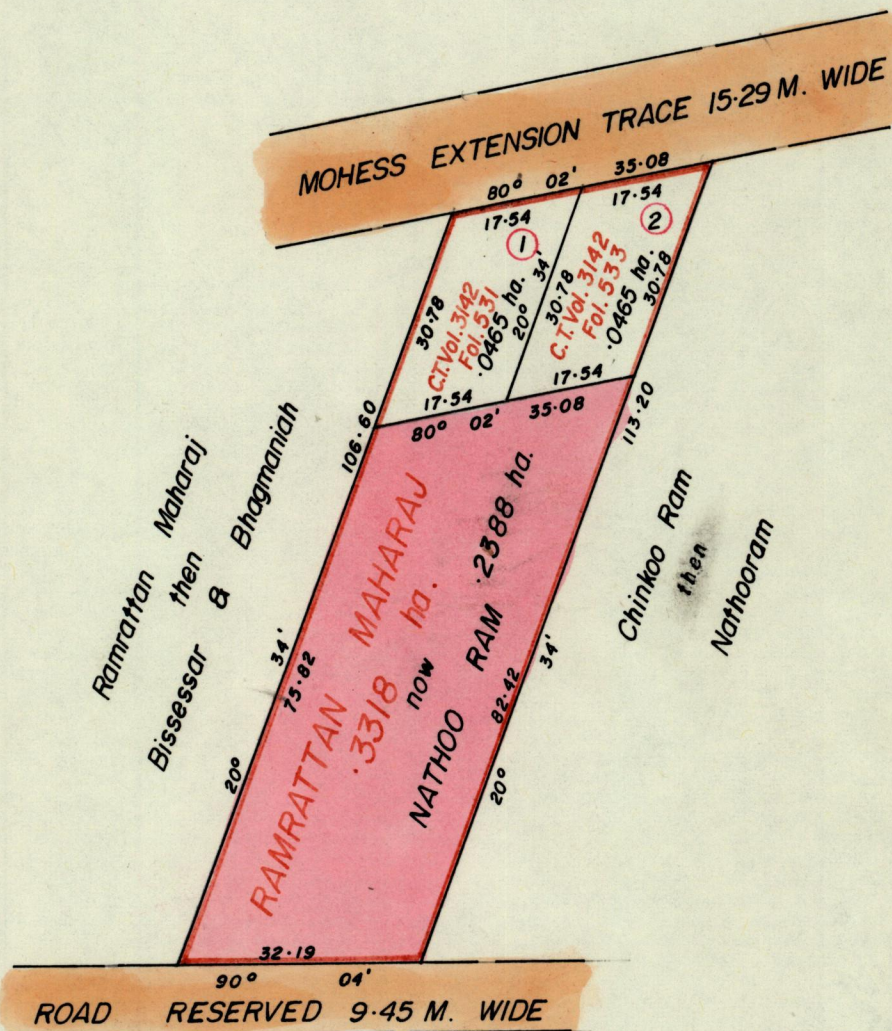 MOHESS EXTENSION TRACE 15·29 M. WIDE
80° 02' 35·08
17·54
17·54
1
2
30·78
C.T. Vol. 3142
Fol. 531
·0465 ha.
20° 34'
30·78
C.T. Vol. 3142
Fol. 533
·0465 ha.
30·78
17·54
17·54
80° 02' 35·08
106·60
113·20
Ramrattan Maharaj
then
Bissessar & Bhagmaniah
20° 34'
75·82
RAMRATTAN MAHARAJ
·3318 ha.
now
NATHOO RAM ·2388 ha.
82·42
20° 34'
Chinkoo Ram
then
Nathooram
32·19
90° 04'
ROAD RESERVED 9·45 M. WIDE